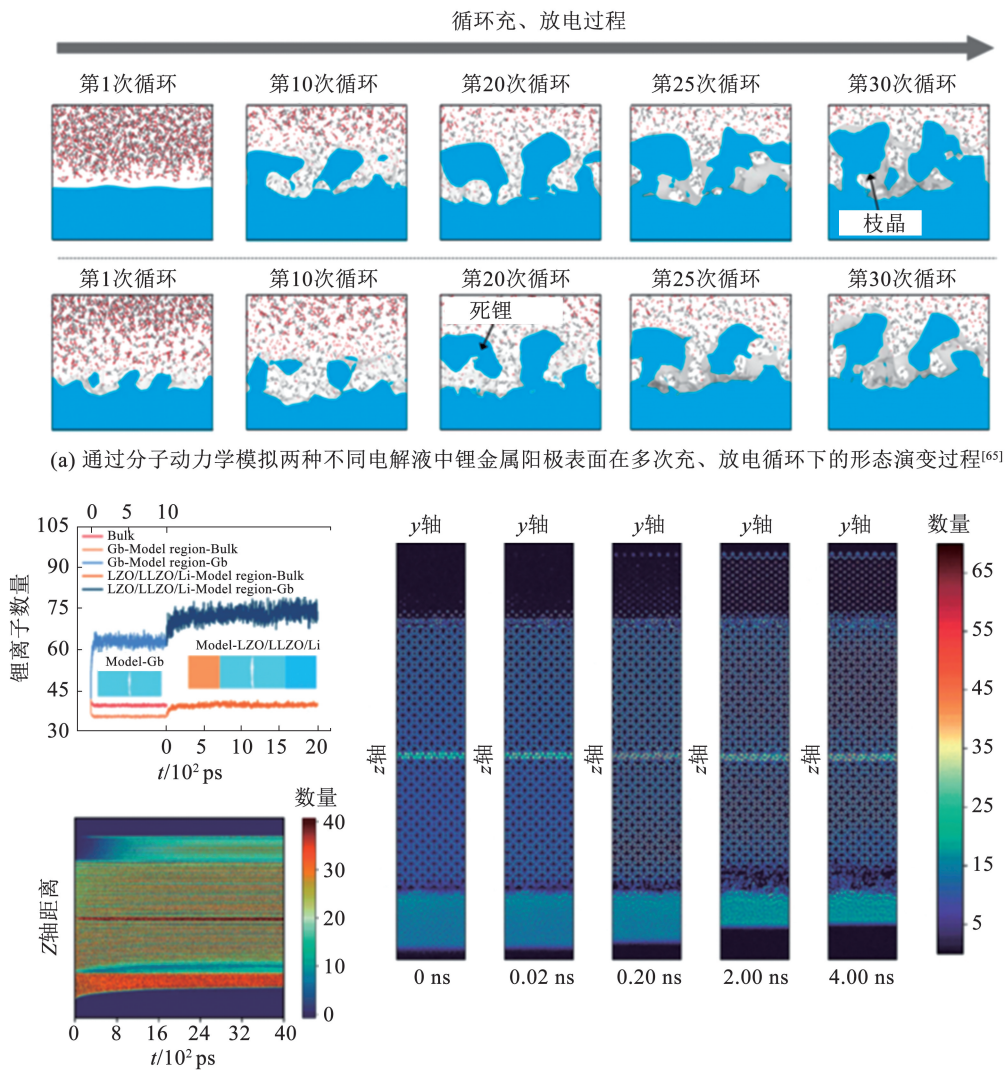 循环充、放电过程
第1次循环 第10次循环 第20次循环 第25次循环 第30次循环
枝晶
第1次循环 第10次循环 第20次循环 第25次循环 第30次循环
死锂
(a) 通过分子动力学模拟两种不同电解液中锂金属阳极表面在多次充、放电循环下的形态演变过程[65]
0 5 10
105
90
75
60
45
30
锂离子数量
Bulk
Gb-Model region-Bulk
Gb-Model region-Gb
LZO/LLZO/Li-Model region-Bulk
LZO/LLZO/Li-Model region-Gb
Model-Gb
Model-LZO/LLZO/Li
0 5 10 15 20
t/10² ps
数量
40
30
20
10
0
Z轴距离
0 8 16 24 32 40
t/10² ps
y轴 y轴 y轴 y轴 y轴
z轴 z轴 z轴 z轴 z轴
0 ns 0.02 ns 0.20 ns 2.00 ns 4.00 ns
数量
65
55
45
35
25
15
5